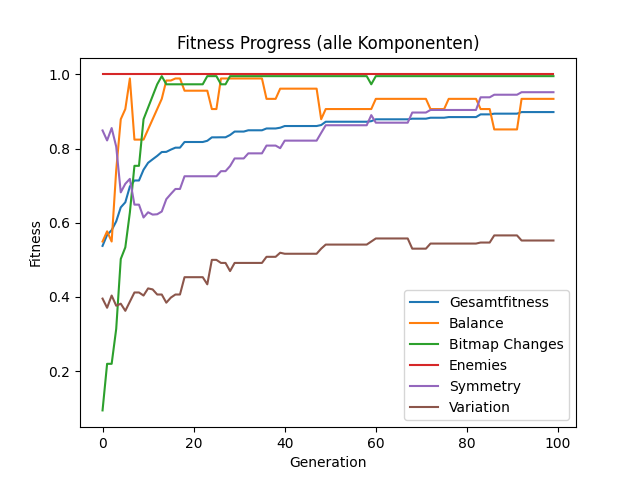 Fitness Progress (alle Komponenten)
1.0
0.8
0.6
0.4
0.2
Fitness
0 20 40 60 80 100
Generation
Gesamtfitness
Balance
Bitmap Changes
Enemies
Symmetry
Variation